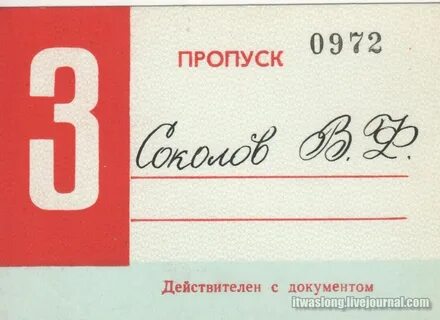 3
ПРОПУСК 0972
Соколов В.Ф.
Действителен с документом
itwaslong.livejournal.com